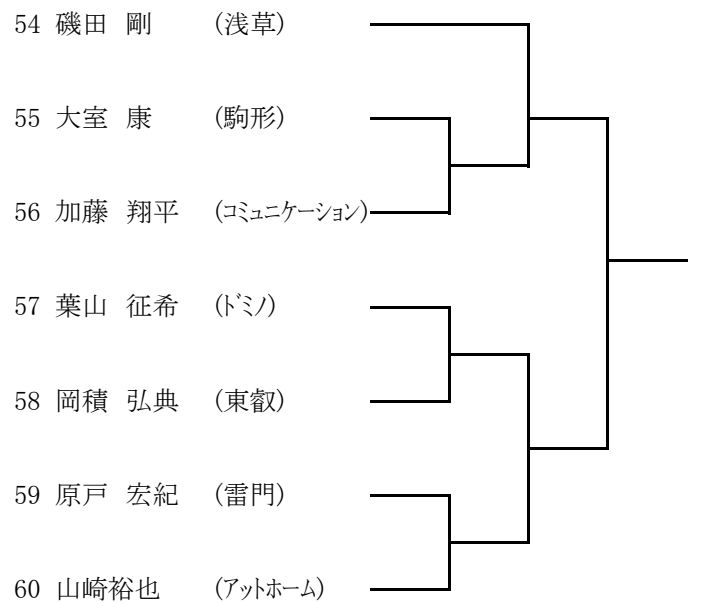 54 磯田 剛 (浅草)
55 大室 康 (駒形)
56 加藤 翔平 (コミュニケーション)
57 葉山 征希 (ドミノ)
58 岡積 弘典 (東叡)
59 原戸 宏紀 (雷門)
60 山崎裕也 (アットホーム)